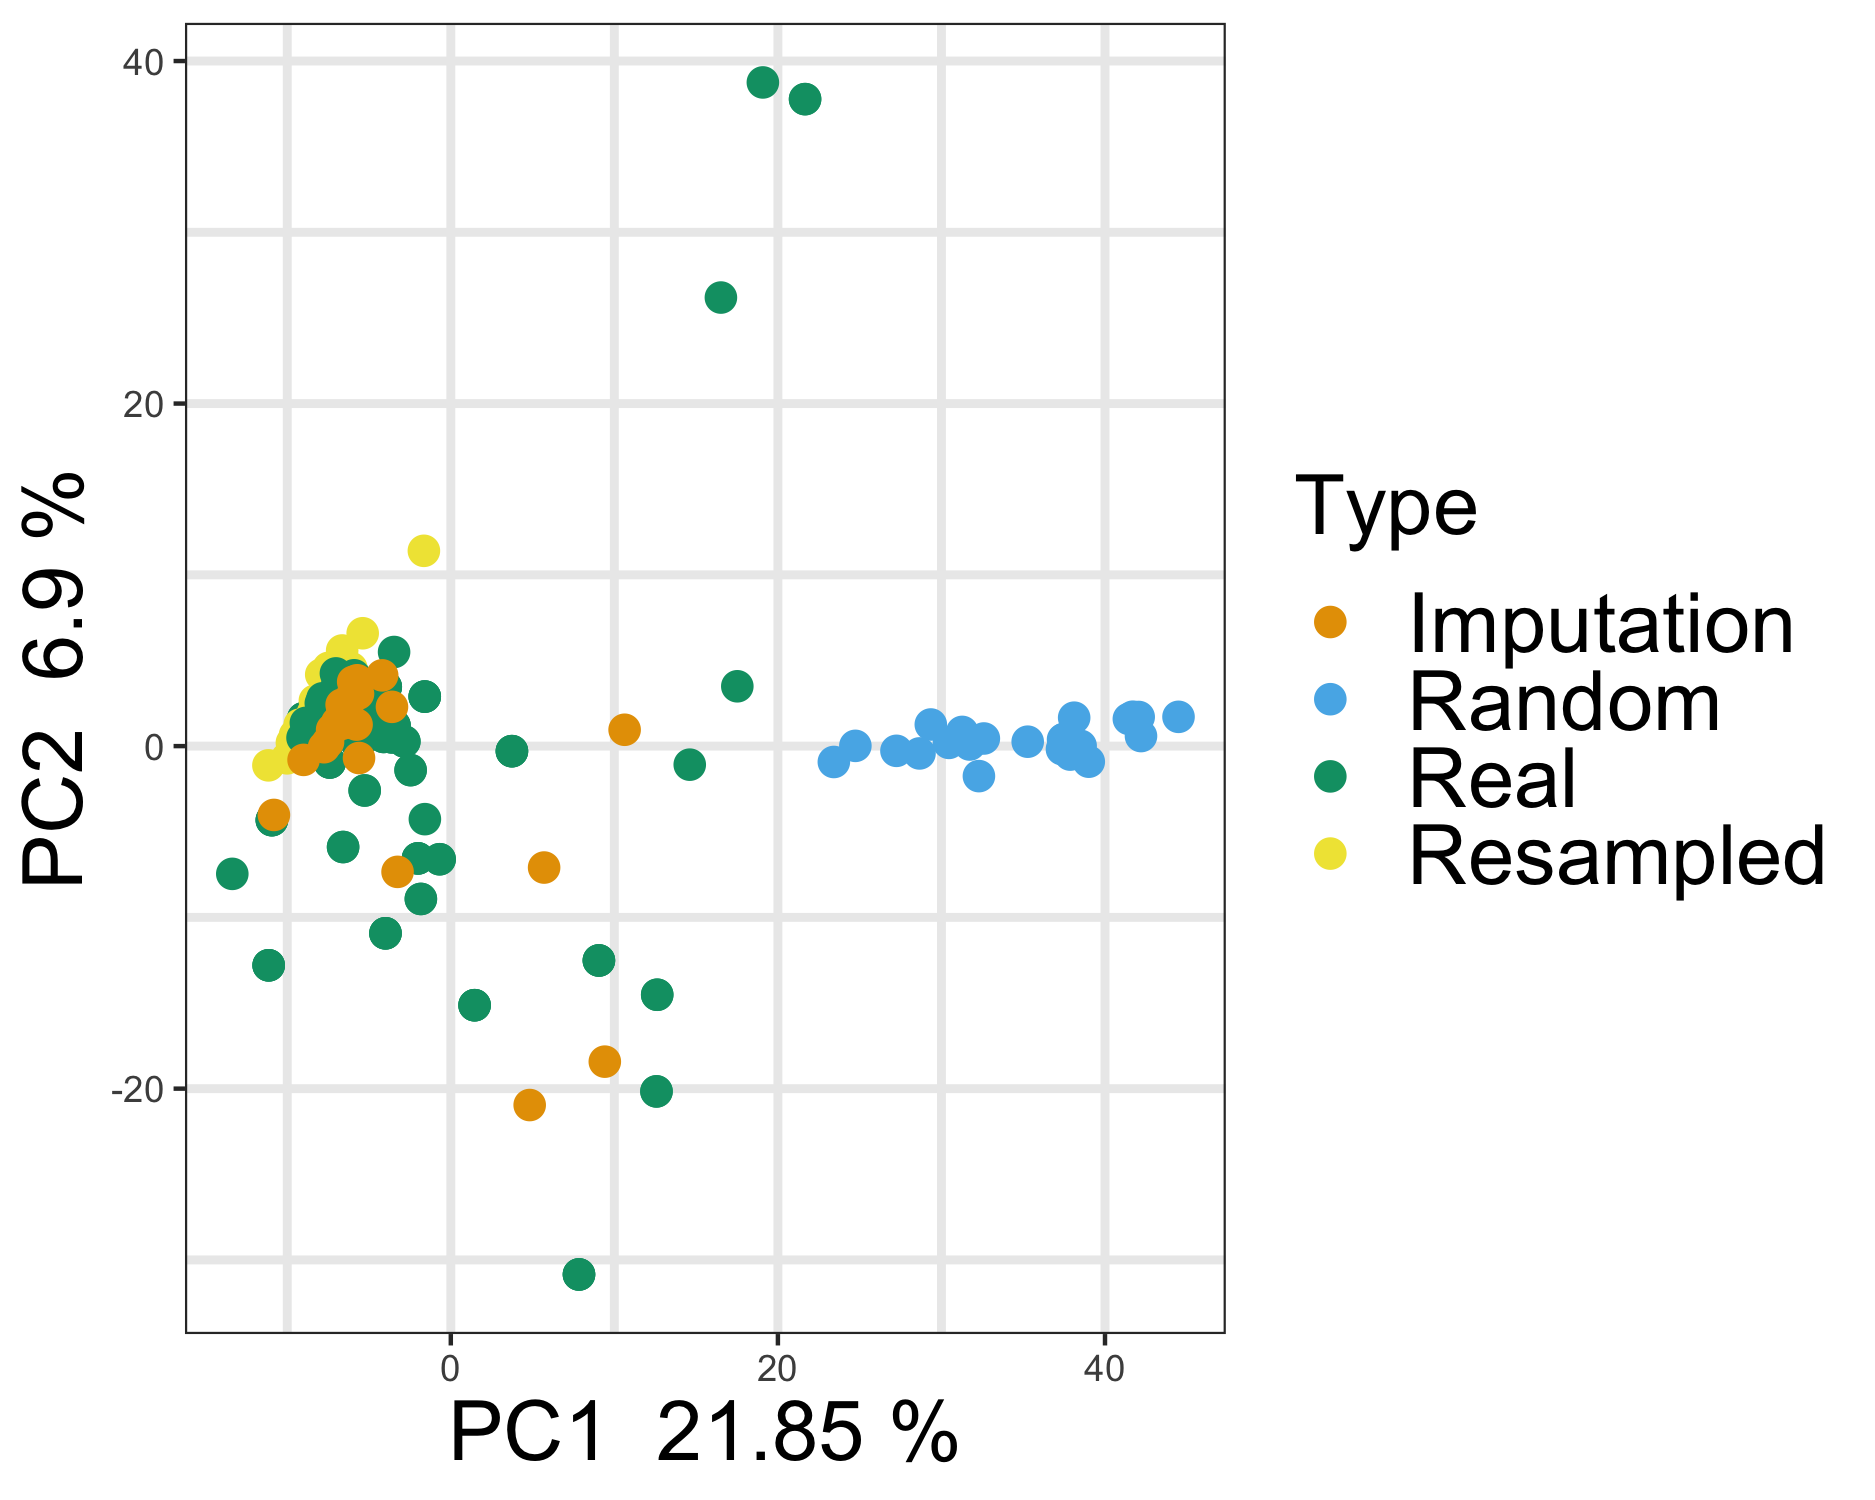 40
20
0
-20
PC2 6.9 %
0
20
40
PC1 21.85 %
Type
Imputation
Random
Real
Resampled